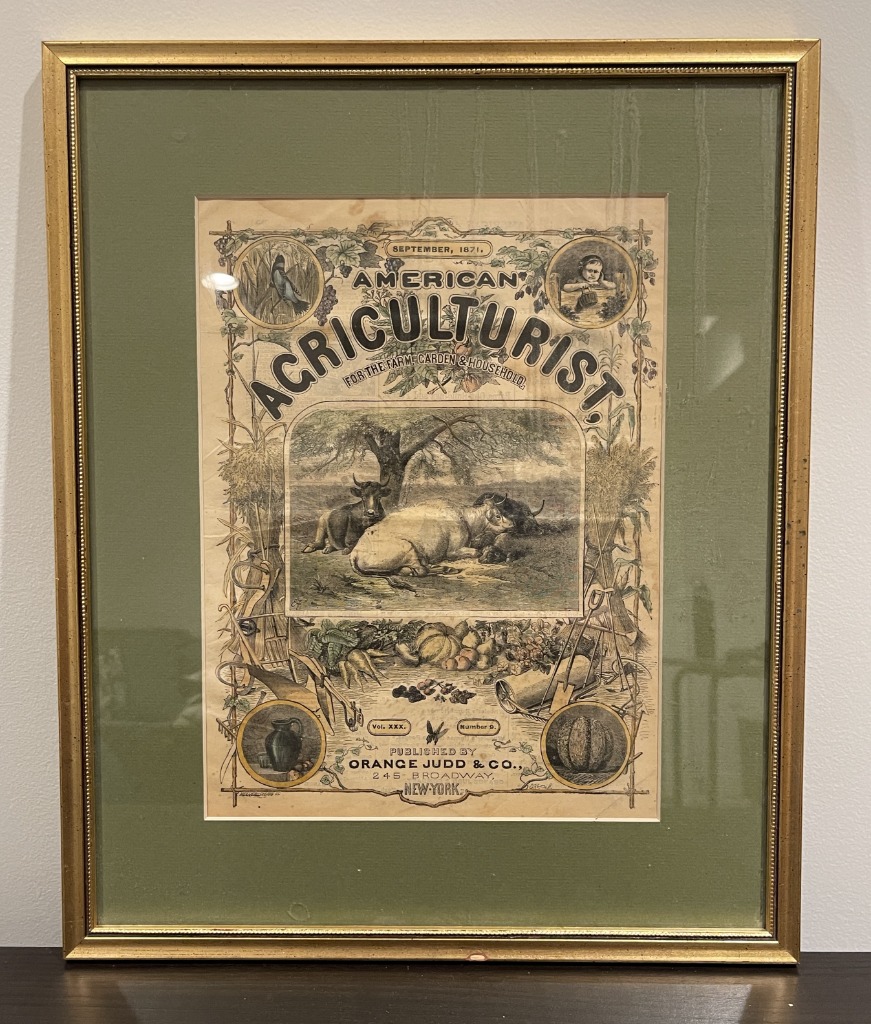 SEPTEMBER, 1871.
AMERICAN
AGRICULTURIST,
FOR THE FARM, GARDEN & HOUSEHOLD.
Vol. XXX. Number 9.
PUBLISHED BY
ORANGE JUDD & CO.,
245 BROADWAY,
NEW-YORK.